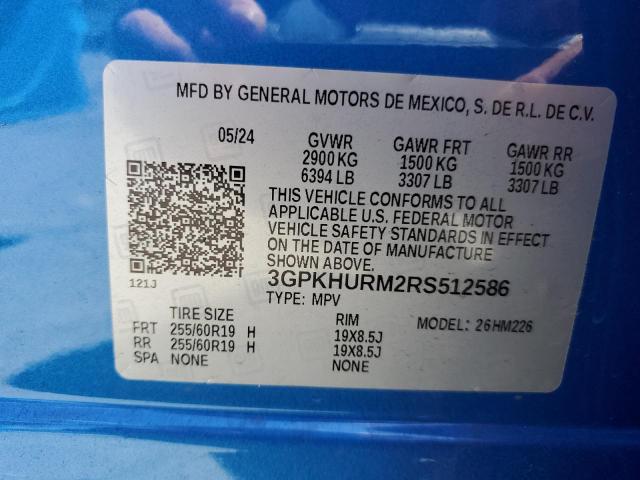 MFD BY GENERAL MOTORS DE MEXICO, S. DE R.L. DE C.V.
05/24 GVWR GAWR FRT GAWR RR
2900 KG 1500 KG 1500 KG
6394 LB 3307 LB 3307 LB
THIS VEHICLE CONFORMS TO ALL
APPLICABLE U.S. FEDERAL MOTOR
VEHICLE SAFETY STANDARDS IN EFFECT
ON THE DATE OF MANUFACTURE
SHOWN ABOVE.
121J 3GPKHURM2RS512586
TYPE: MPV
TIRE SIZE RIM MODEL: 26HM226
FRT 255/60R19 H 19X8.5J
RR 255/60R19 H 19X8.5J
SPA NONE NONE